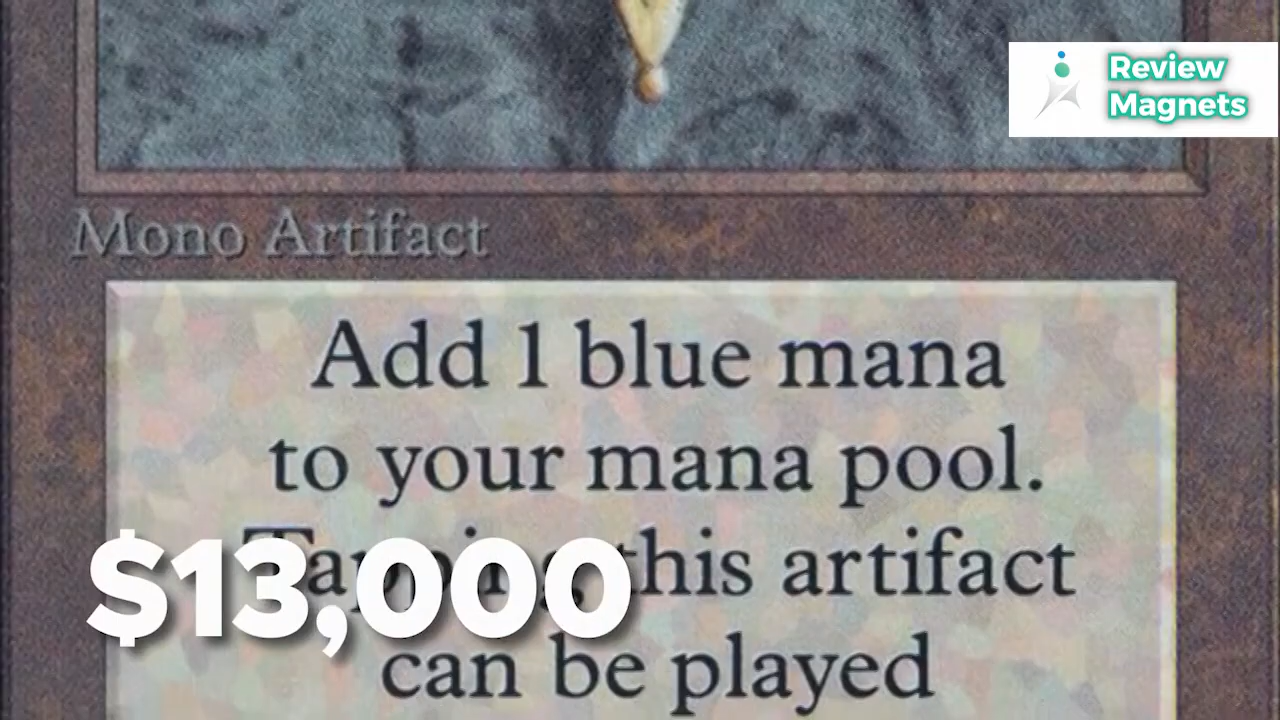 Review
Magnets
Mono Artifact
Add 1 blue mana
to your mana pool.
Tapping this artifact
$13,000
can be played